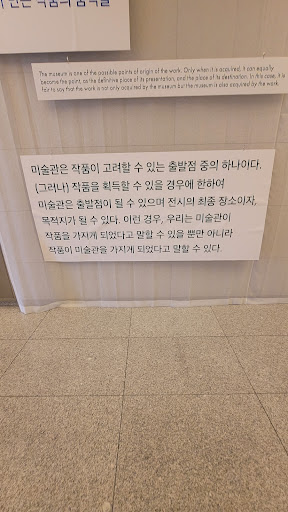 작품의 음식을
The museum is one of the possible points of origin of the work. Only when it is acquired, it can equally
become the point, as the definitive place of its presentation, and the place of its destination. In this case, it is
fair to say that the work is not only acquired by the museum but the museum is also acquired by the work.
미술관은 작품이 고려할 수 있는 출발점 중의 하나이다.
(그러나) 작품을 획득할 수 있을 경우에 한하여
미술관은 출발점이 될 수 있으며 전시의 최종 장소이자,
목적지가 될 수 있다. 이런 경우, 우리는 미술관이
작품을 가지게 되었다고 말할 수 있을 뿐만 아니라
작품이 미술관을 가지게 되었다고 말할 수 있다.